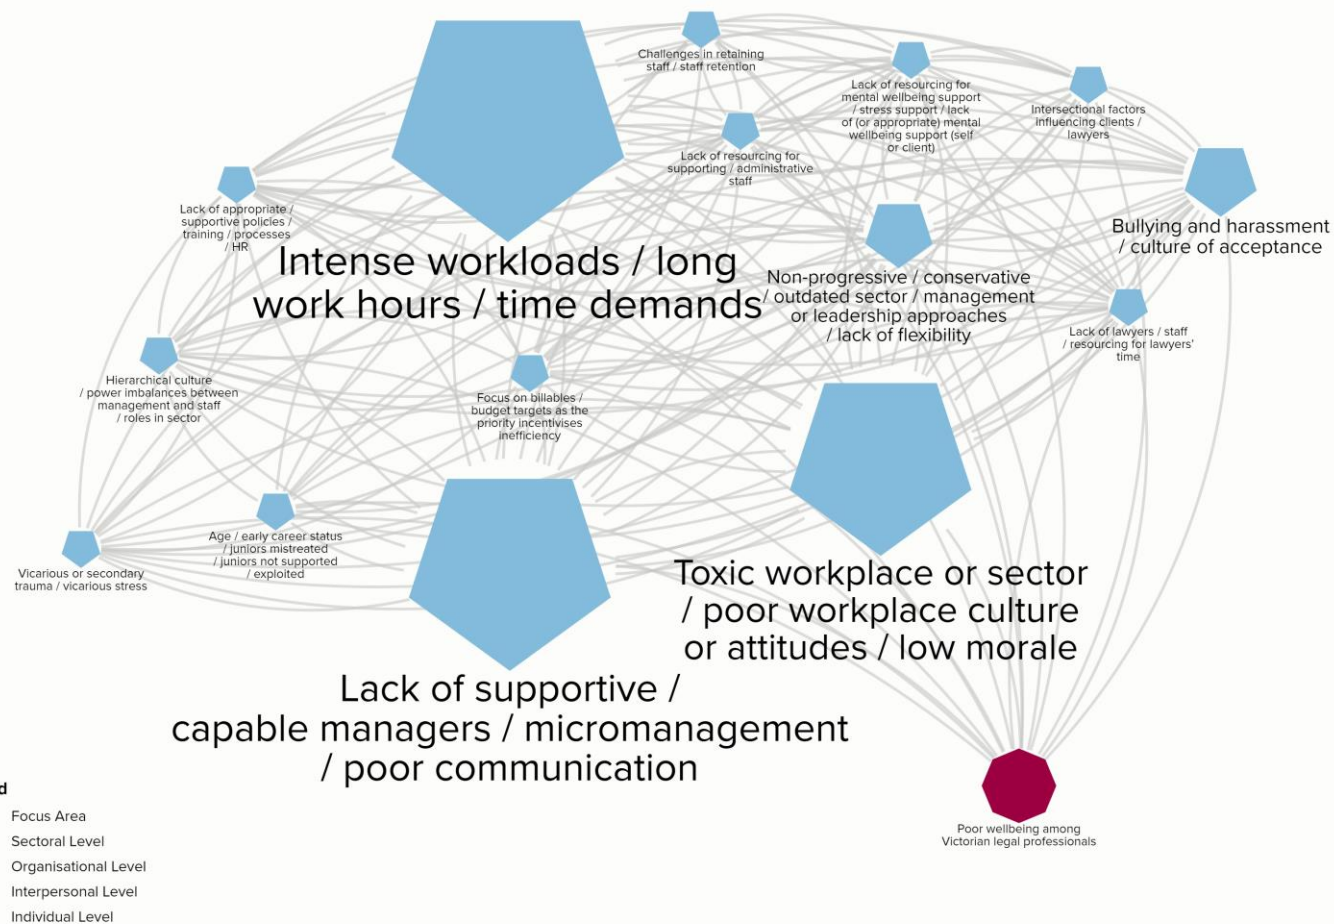 Challenges in retaining
staff / staff retention
Lack of resourcing for
mental wellbeing support
/ stress support / lack
of (or appropriate) mental
wellbeing support (self
or client)
Intersectional factors
influencing clients /
lawyers
Lack of resourcing for
supporting / administrative
staff
Lack of appropriate /
supportive policies /
training / processes
/ HR
Bullying and harassment
/ culture of acceptance
Intense workloads / long
work hours / time demands
Non-progressive / conservative
/ outdated sector / management
or leadership approaches
/ lack of flexibility
Lack of lawyers / staff
/ resourcing for lawyers'
time
Hierarchical culture
/ power imbalances between
management and staff
/ roles in sector
Focus on billables /
budget targets as the
priority incentivises
inefficiency
Age / early career status
/ juniors mistreated
/ juniors not supported
/ exploited
Vicarious or secondary
trauma / vicarious stress
Toxic workplace or sector
/ poor workplace culture
or attitudes / low morale
Lack of supportive /
capable managers / micromanagement
/ poor communication
Poor wellbeing among
Victorian legal professionals
d
Focus Area
Sectoral Level
Organisational Level
Interpersonal Level
Individual Level